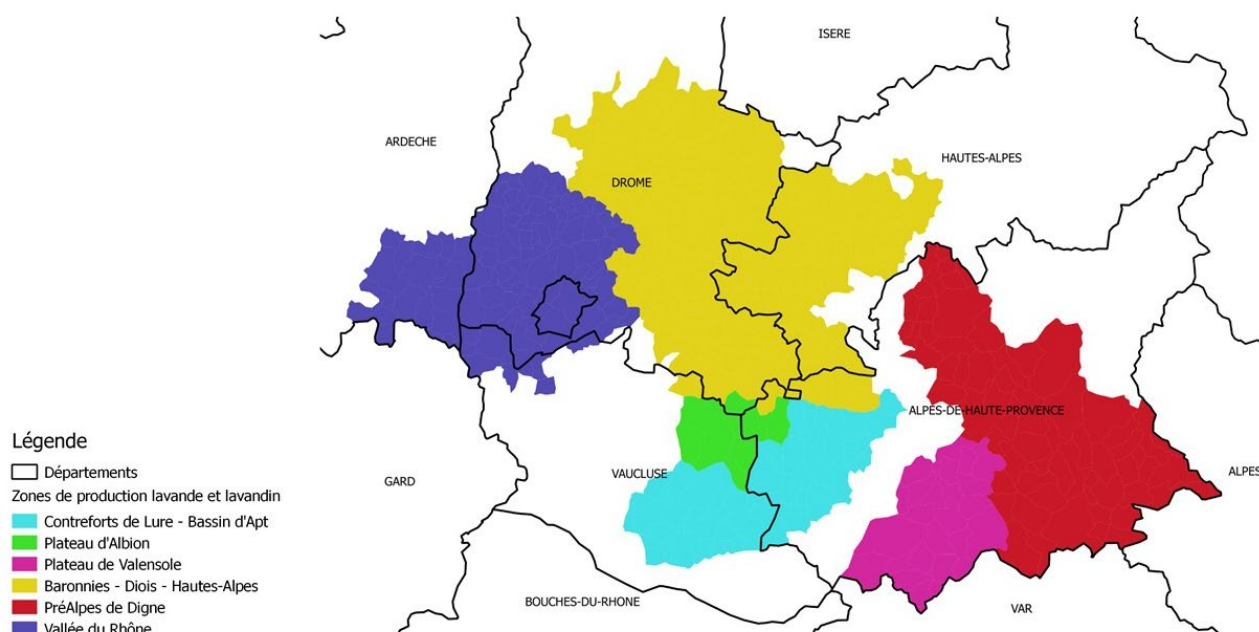 ISERE
ARDECHE
HAUTES-ALPES
DROME
ALPES-DE-HAUTE-PROVENCE
Légende
Départements
VAUCLUSE
ALPES
GARD
Zones de production lavande et lavandin
Contreforts de Lure - Bassin d'Apt
Plateau d'Albion
Plateau de Valensole
Baronnies - Diois - Hautes-Alpes
BOUCHES-DU-RHONE
VAR
PréAlpes de Digne
Vallée du Rhône